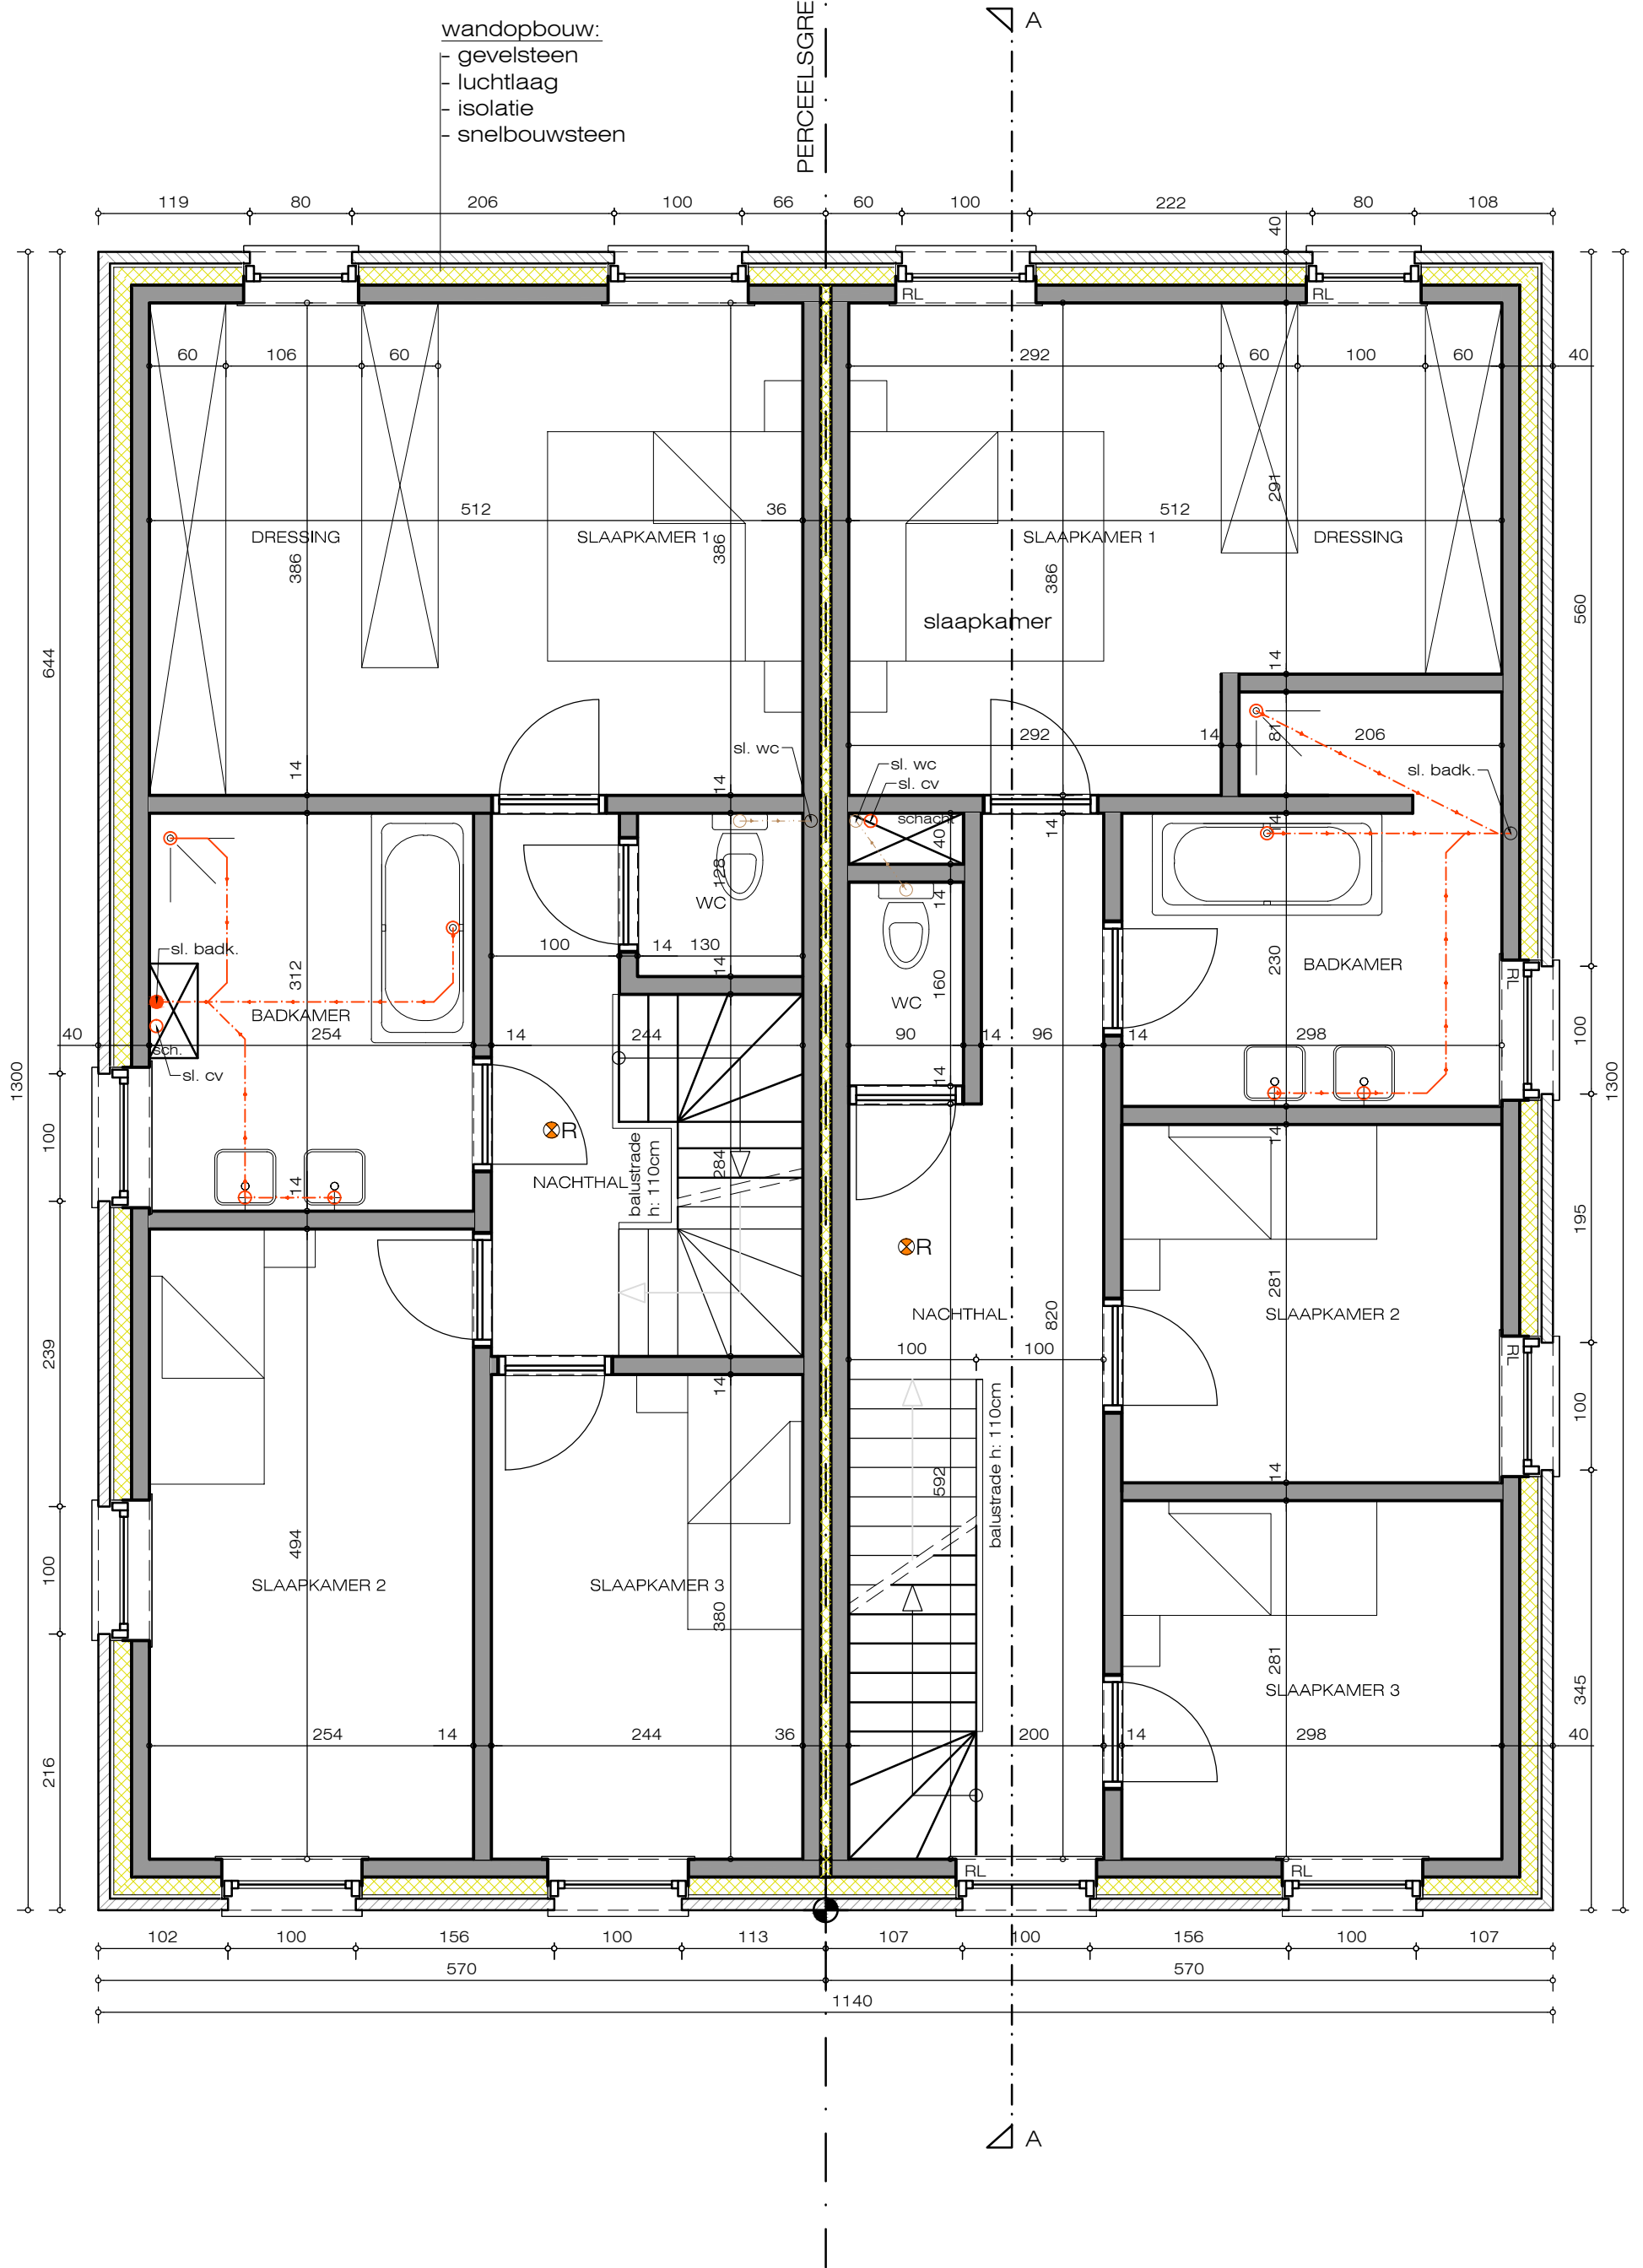 wandopbouw:
- gevelsteen
- luchtlaag
- isolatie
- snelbouwsteen
PERCEELSGRE
A
119 80 206 100 66 60 100 222 80 108
40
RL RL
60 106 60 292 60 100 60 40
512 36 512
291
DRESSING SLAAPKAMER 1 SLAAPKAMER 1 DRESSING
386 386 386
560
slaapkamer
644
14
292 14 206
81
sl. wc
sl. wc
sl. badk.
sl. cv
14 14
schacht
40 14 14
128
WC
14
100 14 130
sl. badk.
312
14
160
230
BADKAMER
RL
WC
BADKAMER
40 254 14 244 90 14 96 14 298
100
sch.
sl. cv
14
1300 1300
100
R
balustrade
h: 110cm
284
NACHTHAL
14
14
195
R
281
NACHTHAL
820
SLAAPKAMER 2
239
100 100
RL
14
balustrade h: 110cm
100
592
14
494
100
SLAAPKAMER 2 SLAAPKAMER 3
380
281
SLAAPKAMER 3
345
254 14 244 36 200 14 298 40
216
RL RL
102 100 156 100 113 107 100 156 100 107
570 570
1140
A